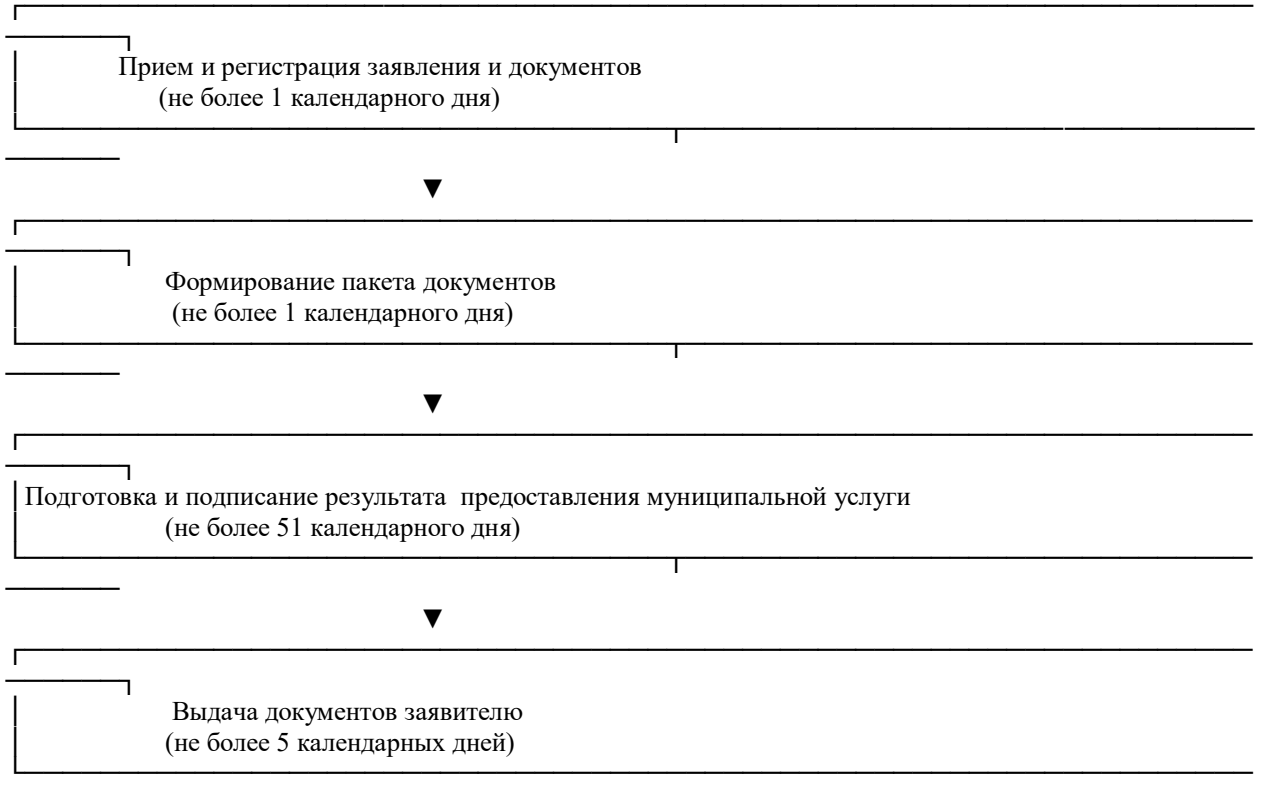 Прием и регистрация заявления и документов
(не более 1 календарного дня)
▼
Формирование пакета документов
(не более 1 календарного дня)
▼
Подготовка и подписание результата предоставления муниципальной услуги
(не более 51 календарного дня)
▼
Выдача документов заявителю
(не более 5 календарных дней)